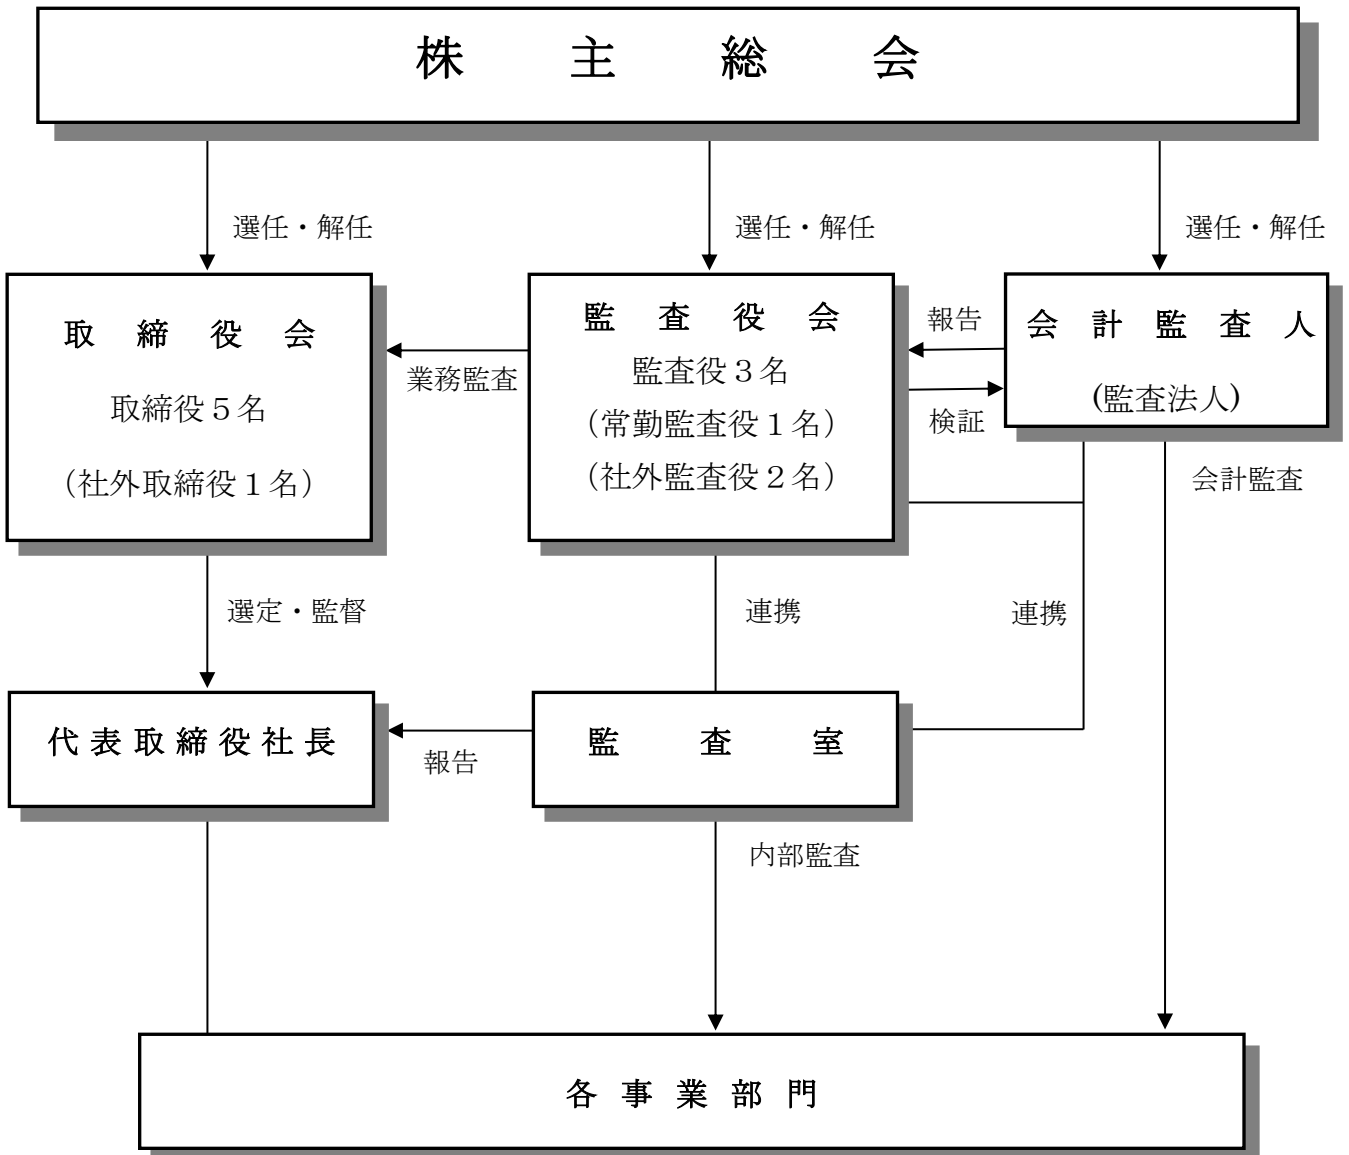 株主総会
選任・解任
選任・解任
選任・解任
取締役会
取締役５名
（社外取締役１名）
業務監査
監査役会
監査役３名
（常勤監査役１名）
（社外監査役２名）
報告
検証
会計監査人
(監査法人)
会計監査
選定・監督
連携
連携
代表取締役社長
報告
監査室
内部監査
各事業部門